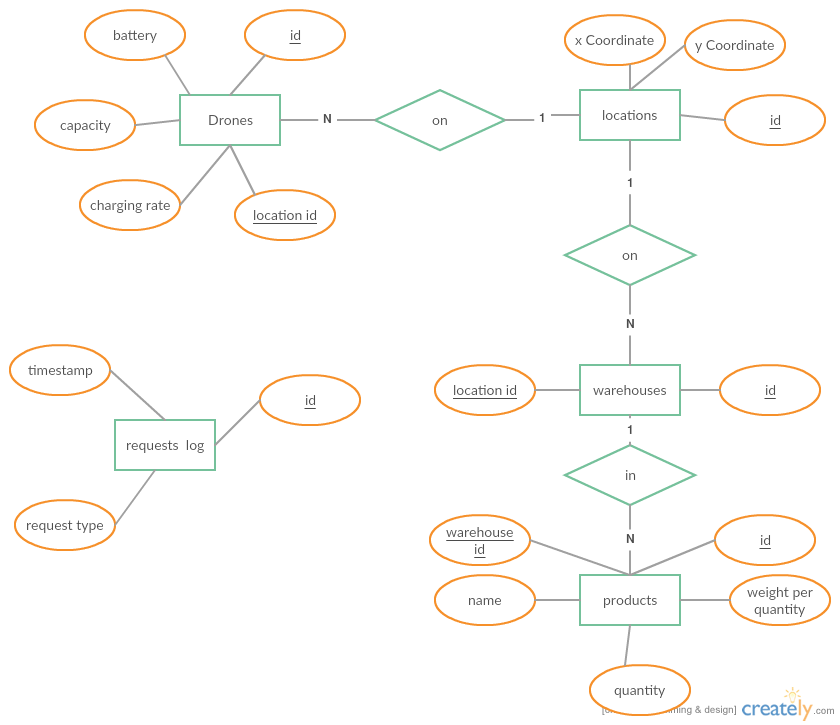 battery
id
x Coordinate
y Coordinate
capacity
Drones
N
on
1
locations
id
charging rate
location id
1
on
N
timestamp
id
requests log
request type
location id
warehouses
id
1
in
N
warehouse
id
id
name
products
weight per
quantity
quantity
ming & design]
creately.com